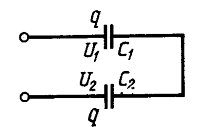 q
U₁ C₁
U₂ C₂
q